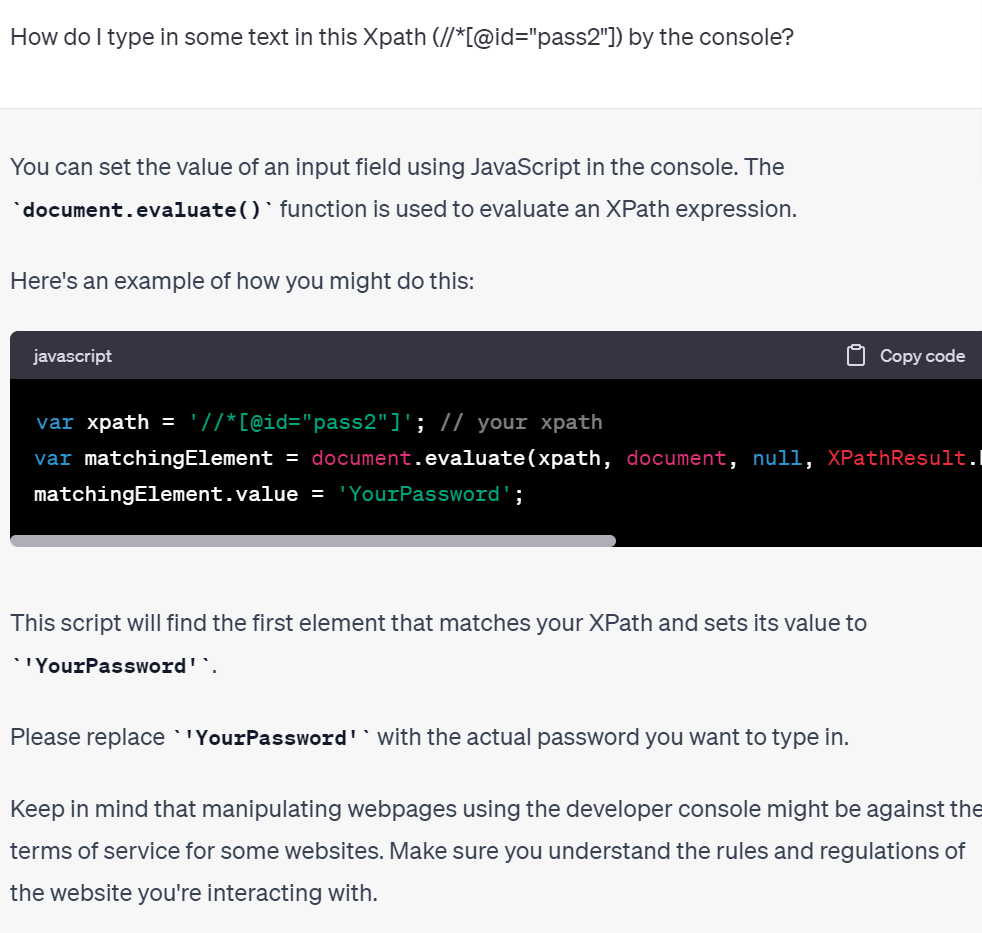 How do I type in some text in this Xpath (//*[@id="pass2"]) by the console?
You can set the value of an input field using JavaScript in the console. The
`document.evaluate()` function is used to evaluate an XPath expression.
Here's an example of how you might do this:
javascript Copy code
var xpath = '//*[@id="pass2"]'; // your xpath
var matchingElement = document.evaluate(xpath, document, null, XPathResult.
matchingElement.value = 'YourPassword';
This script will find the first element that matches your XPath and sets its value to
`'YourPassword'`.
Please replace `'YourPassword'` with the actual password you want to type in.
Keep in mind that manipulating webpages using the developer console might be against the
terms of service for some websites. Make sure you understand the rules and regulations of
the website you're interacting with.